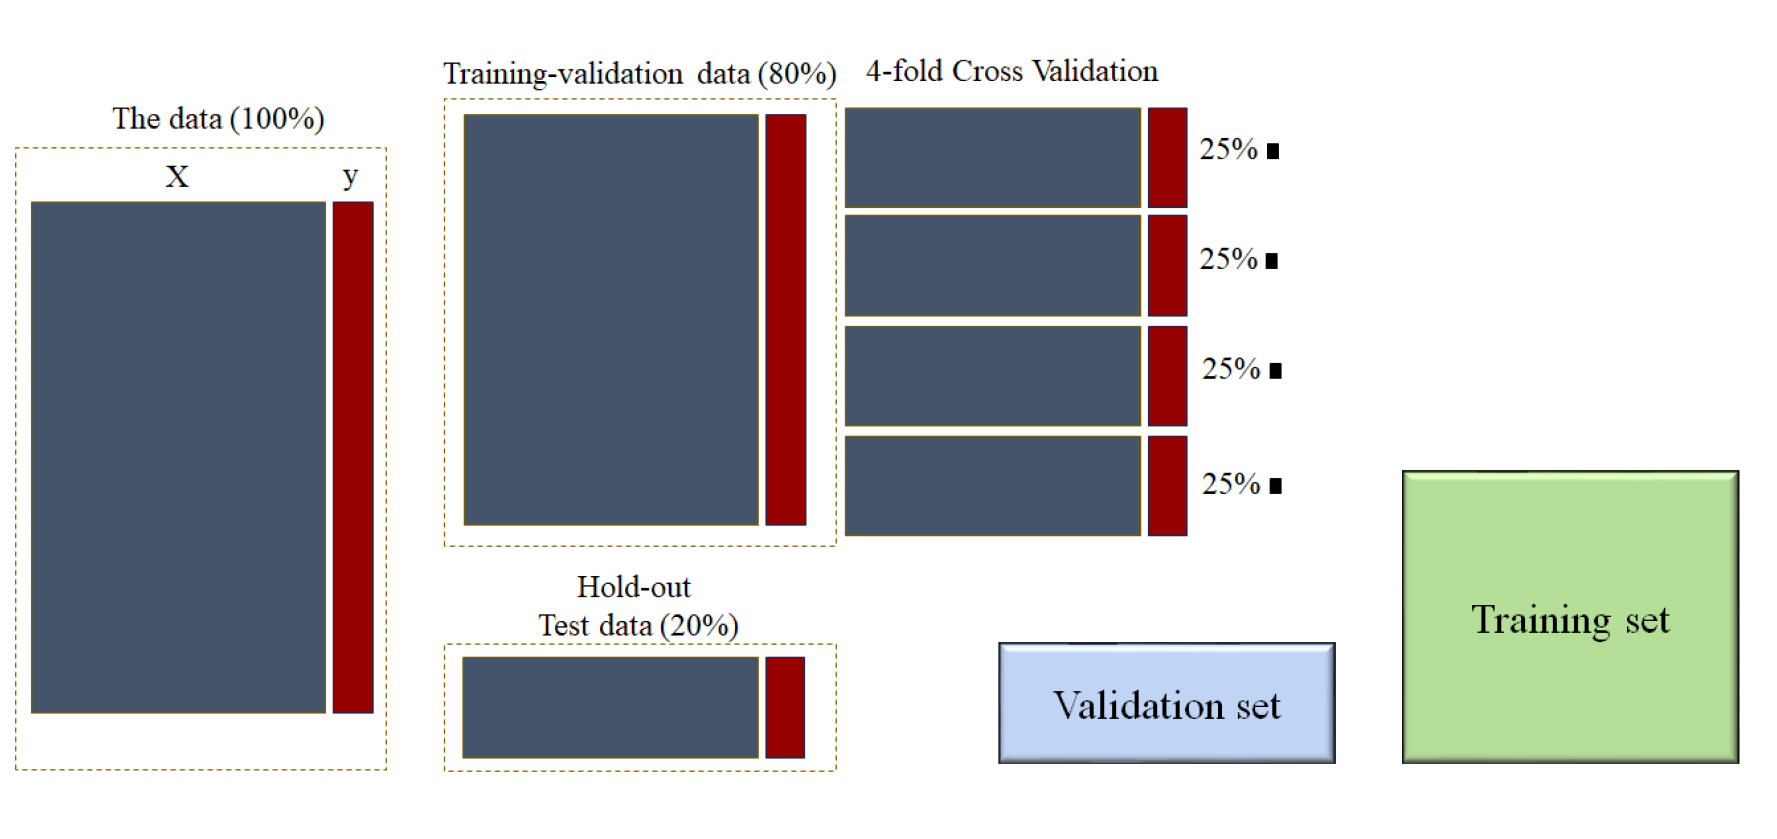 The data (100%)
X
y
Training-validation data (80%)
4-fold Cross Validation
25%
25%
25%
25%
Hold-out
Test data (20%)
Validation set
Training set